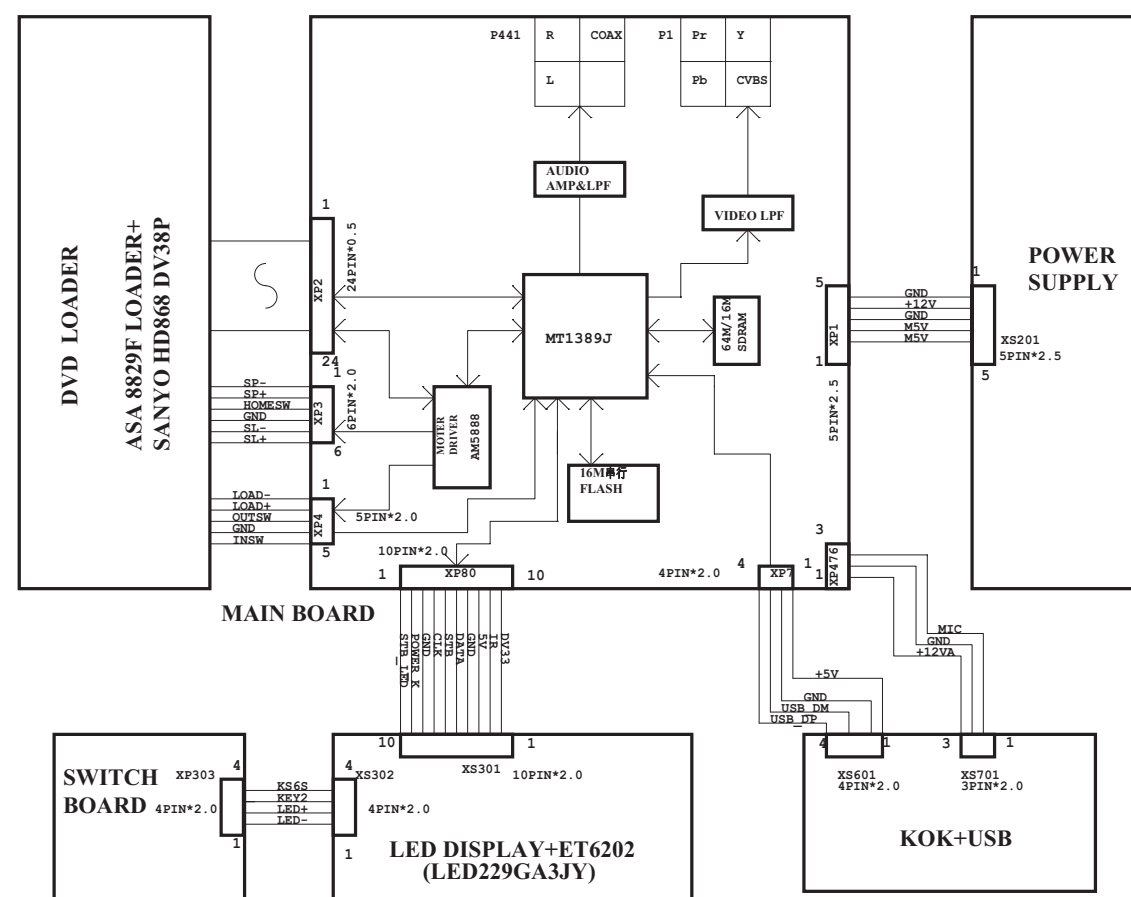 P441
R
COAX
L
P1
Pr
Y
Pb
CVBS
AUDIO
AMP&LPF
VIDEO LPF
DVD LOADER
ASA 8829F LOADER+
SANYO HD868 DV38P
1
24PIN*0.5
XP2
24
MT1389J
64M/16M
SDRAM
5
XP1
1
5PIN*2.5
GND
+12V
GND
M5V
M5V
1
XS201
5PIN*2.5
5
POWER
SUPPLY
SP-
SP+
HOMESW
GND
SL-
SL+
1
XP3
6PIN*2.0
6
MOTER
DRIVER
AM5888
16M串行
FLASH
LOAD-
LOAD+
OUTSW
GND
INSW
1
XP4
5
5PIN*2.0
10PIN*2.0
1
XP80
10
4PIN*2.0
4
XP7
1
3
XP476
1
MAIN BOARD
STB_LED
POWER_K
GND
CLK
STB
DATA
GND
5V
IR
DV33
MIC
GND
+12VA
+5V
GND
USB_DM
USB_DP
SWITCH
BOARD
XP303
4
4PIN*2.0
1
KS6S
KEY2
LED+
LED-
4
XS302
4PIN*2.0
1
10
XS301
1
10PIN*2.0
LED DISPLAY+ET6202
(LED229GA3JY)
4
1
XS601
4PIN*2.0
3
1
XS701
3PIN*2.0
KOK+USB